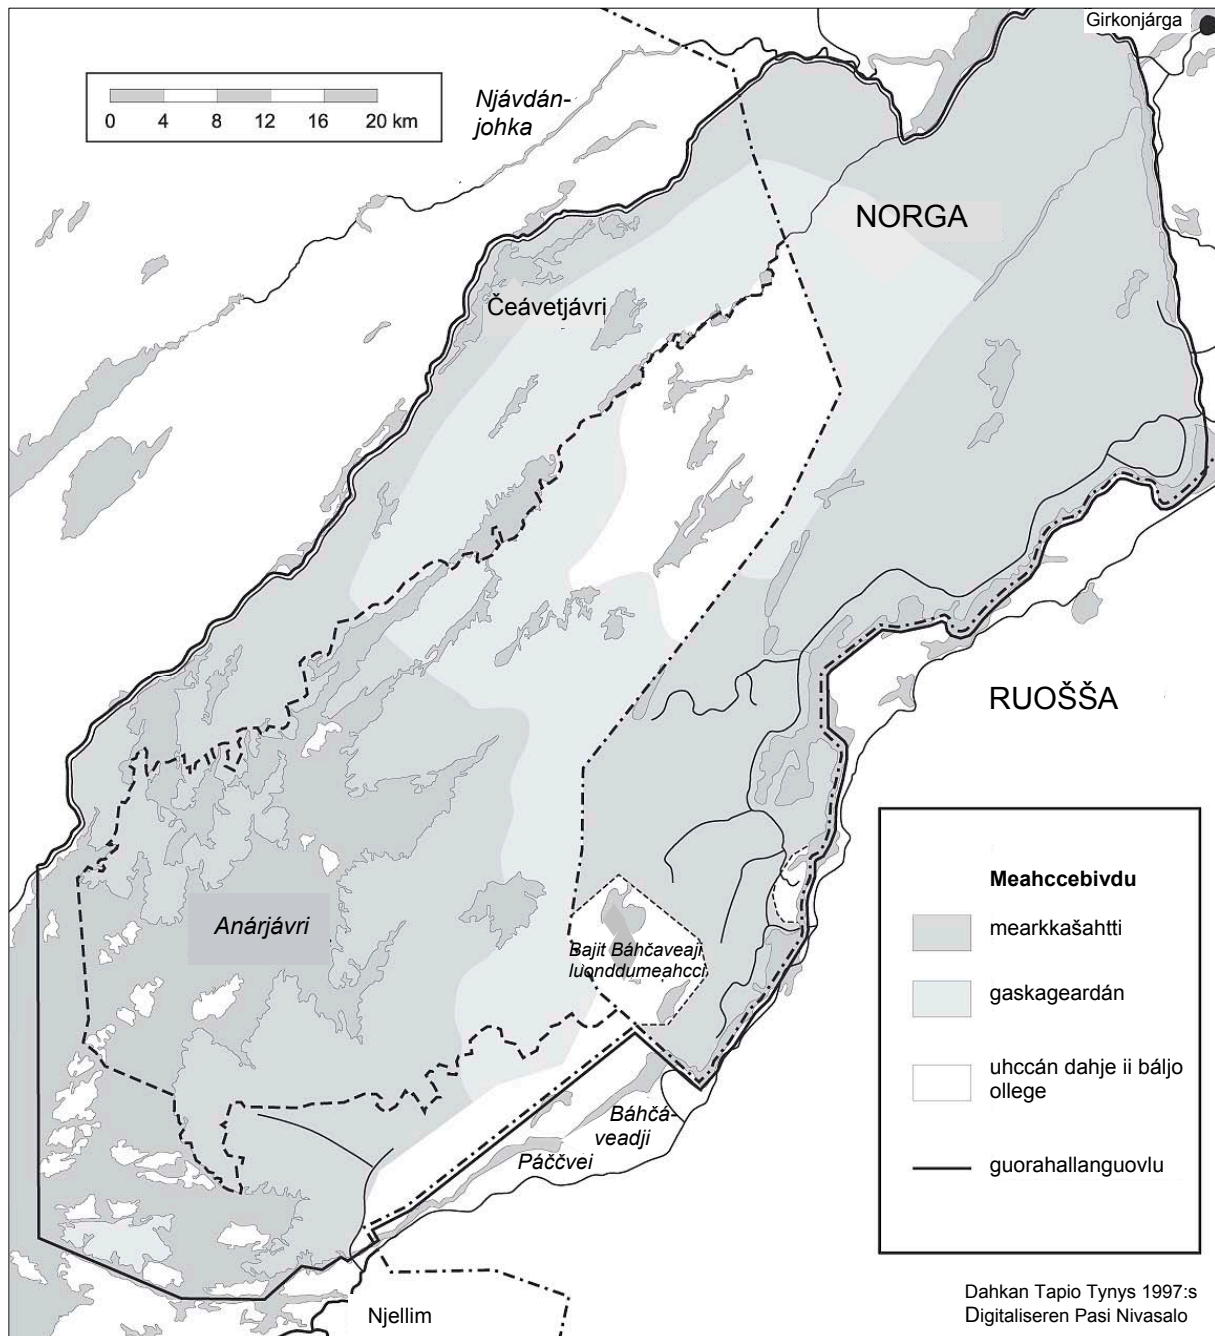 Girkonjárga
0 4 8 12 16 20 km
Njávdán-
johka
NORGA
Čeávetjávri
RUOŠŠA
Anárjávri
Bajit Báhčaveaji
luonddumeahcci
Báhčá-
veadji
Páččvei
Njellim
Meahccebivdu
mearkkašahtti
gaskageardán
uhccán dahje ii báljo
ollege
guorahallanguovlu
Dahkan Tapio Tynys 1997:s
Digitaliseren Pasi Nivasalo